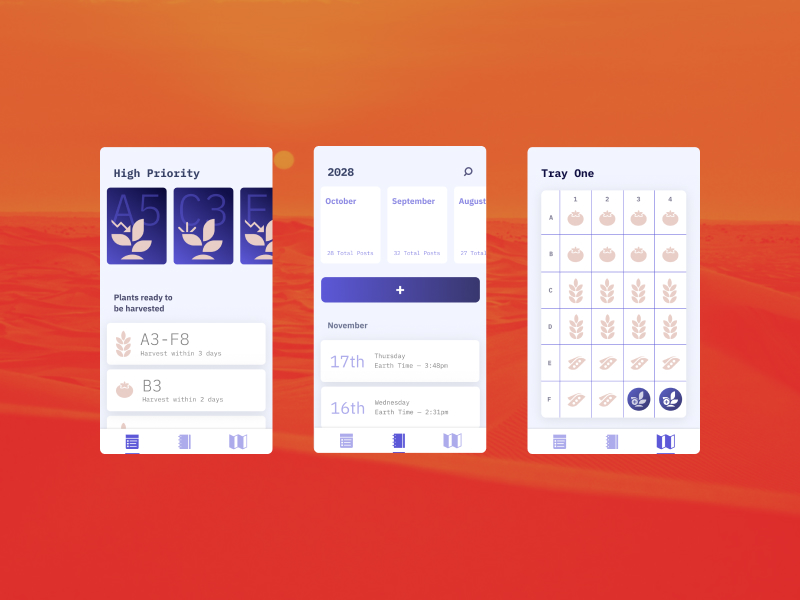 High Priority
A5
C3
Plants ready to
be harvested
A3-F8
Harvest within 3 days
B3
Harvest within 2 days
2028
October
September
August
28 Total Posts
32 Total Posts
27 Total
+
November
17th
Thursday
Earth Time – 3:48pm
16th
Wednesday
Earth Time – 2:31pm
Tray One
1 2 3 4
A
B
C
D
E
F